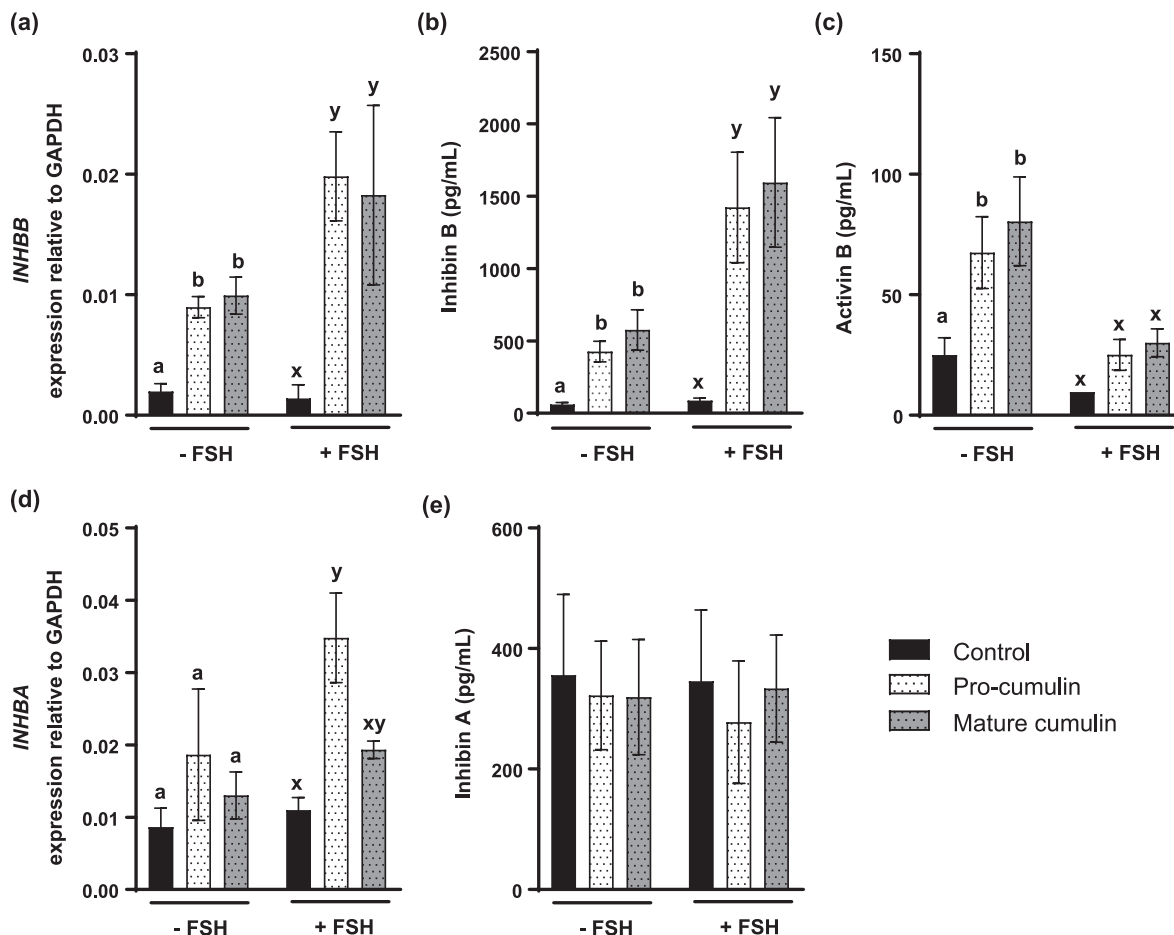 (a)
INHBB
expression relative to GAPDH
0.03
0.02
0.01
0.00
a
b
b
x
y
y
- FSH
+ FSH
(b)
Inhibin B (pg/mL)
2500
2000
1500
1000
500
0
a
b
b
x
y
y
- FSH
+ FSH
(c)
Activin B (pg/mL)
150
100
50
0
a
b
b
x
x
x
- FSH
+ FSH
(d)
INHBA
expression relative to GAPDH
0.05
0.04
0.03
0.02
0.01
0.00
a
a
a
x
y
xy
- FSH
+ FSH
(e)
Inhibin A (pg/mL)
600
400
200
0
- FSH
+ FSH
Control
Pro-cumulin
Mature cumulin